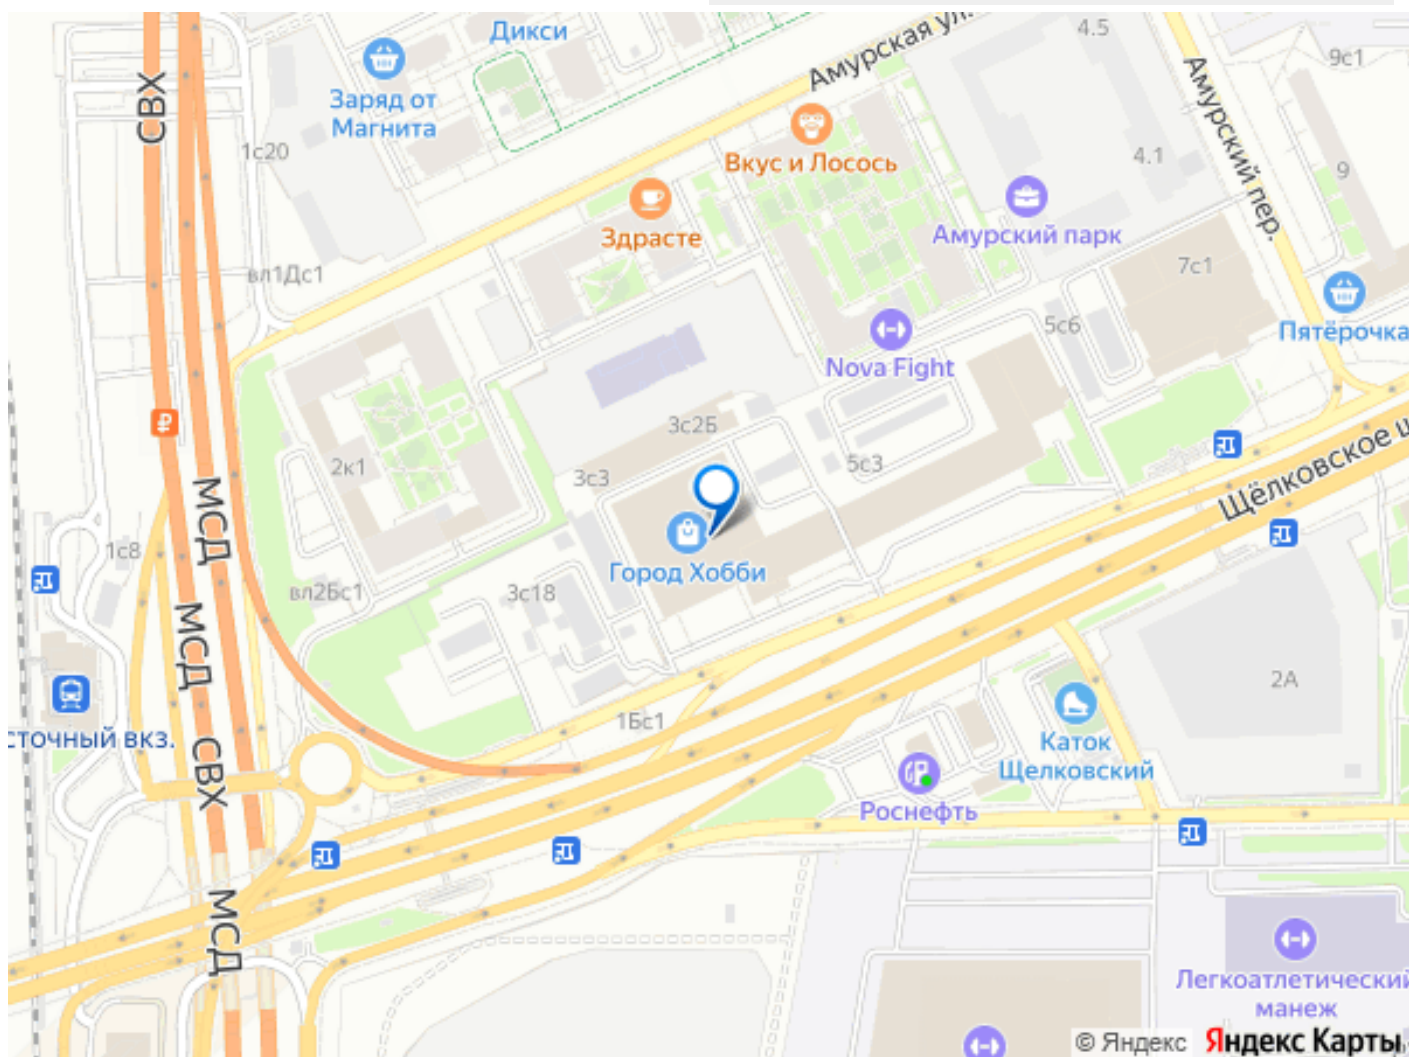 Дикси
4.5
Амурская ул.
СВХ
9с1
Заряд от
Магнита
Амурский пер.
1с20
Вкус и Лосось
4.1
9
Здрасте
Амурский парк
7с1
вл1Дс1
5с6
Пятёрочка
Nova Fight
3с2Б
2к1
3с3
5с3
Щёлковское ш
МСД
1с8
Город Хобби
вл2Бс1
3с18
МСД
2А
сточный вкз.
1Бс1
СВХ
Каток
Щелковский
Роснефть
МСД
Легкоатлетический
манеж
© Яндекс Яндекс Карты